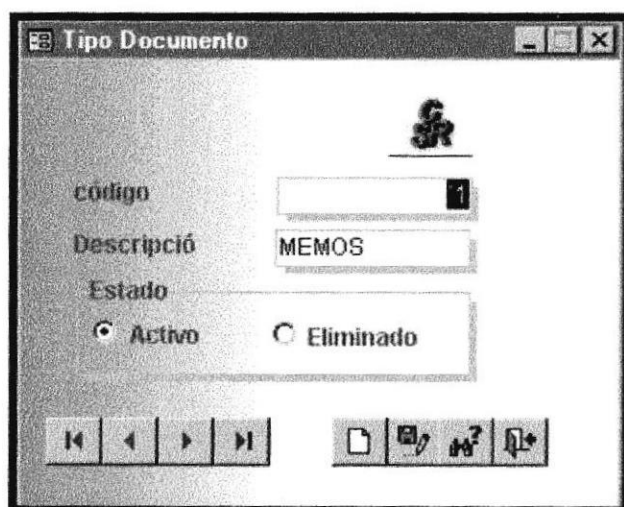 Tipo Documento
código
1
Descripció
MEMOS
Estado
Activo
Eliminado